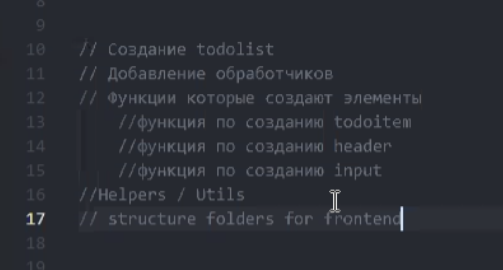 8
9
10 // Создание todolist
11 // Добавление обработчиков
12 // Функции которые создают элементы
13 //функция по созданию todoitem
14 //функция по созданию header
15 //функция по созданию input
16 //Helpers / Utils
17 // structure folders for frontend
18
19